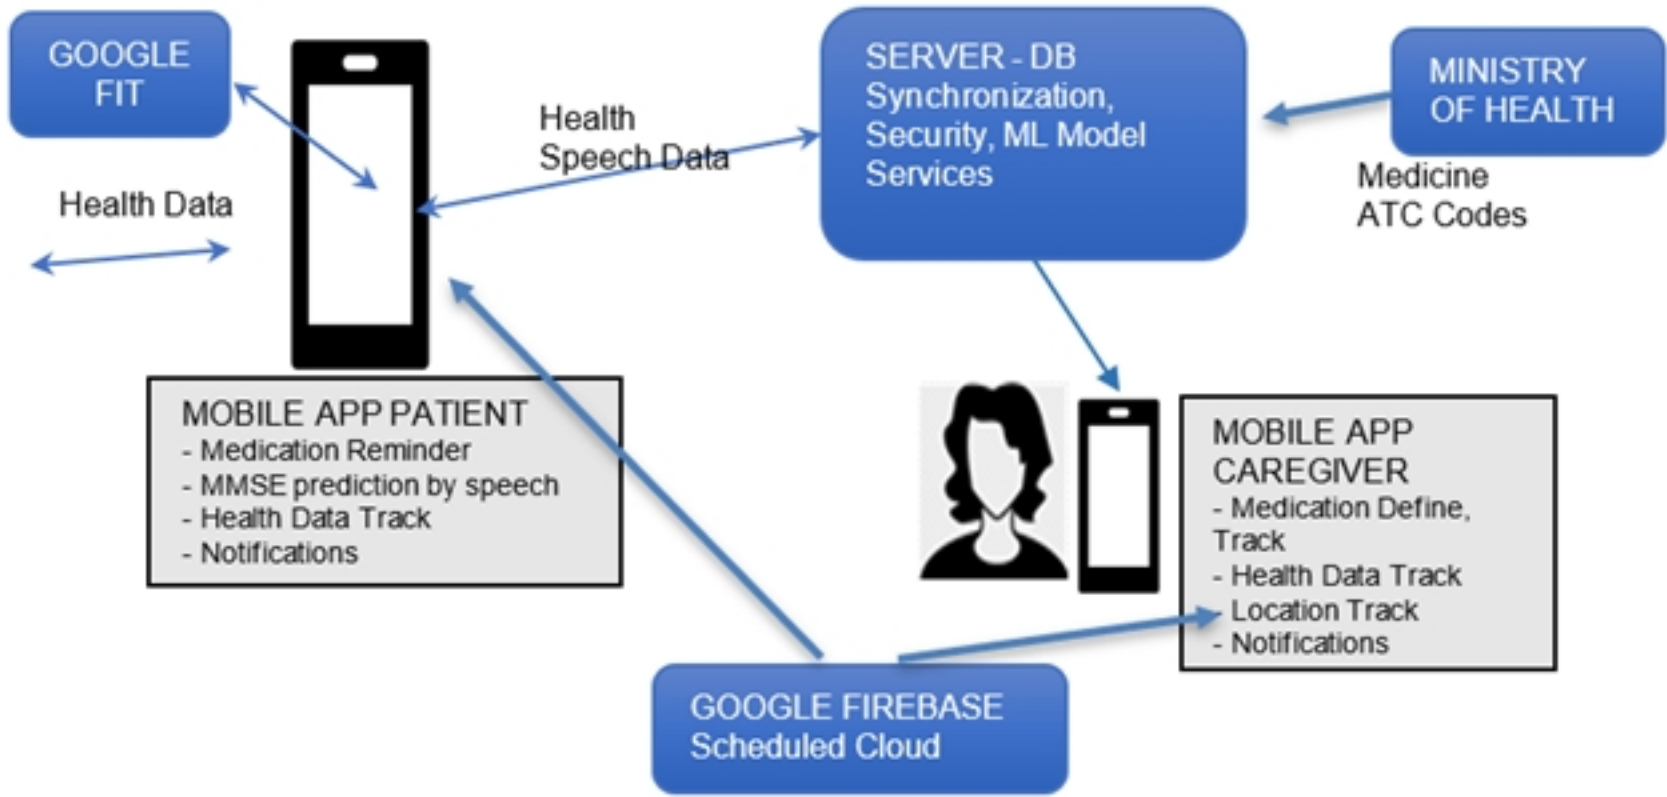 GOOGLE
FIT
Health Data
Health
Speech Data
SERVER - DB
Synchronization,
Security, ML Model
Services
MINISTRY
OF HEALTH
Medicine
ATC Codes
MOBILE APP PATIENT
- Medication Reminder
- MMSE prediction by speech
- Health Data Track
- Notifications
MOBILE APP
CAREGIVER
- Medication Define,
Track
- Health Data Track
- Location Track
- Notifications
GOOGLE FIREBASE
Scheduled Cloud